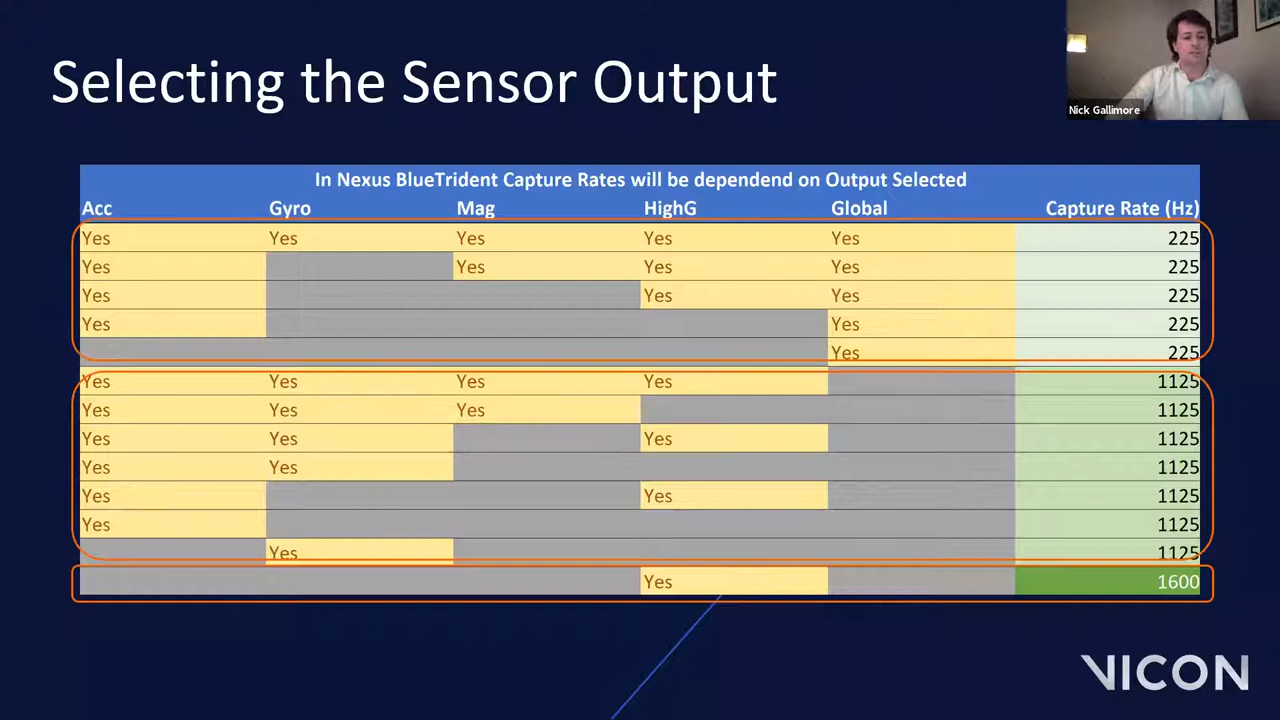 Selecting the Sensor Output
Nick Gallimore
In Nexus BlueTrident Capture Rates will be dependend on Output Selected
Acc Gyro Mag HighG Global Capture Rate (Hz)
Yes Yes Yes Yes Yes 225
Yes Yes Yes Yes 225
Yes Yes Yes 225
Yes Yes 225
Yes 225
Yes Yes Yes Yes 1125
Yes Yes Yes 1125
Yes Yes Yes 1125
Yes Yes 1125
Yes Yes 1125
Yes 1125
Yes 1125
Yes 1600
VICON